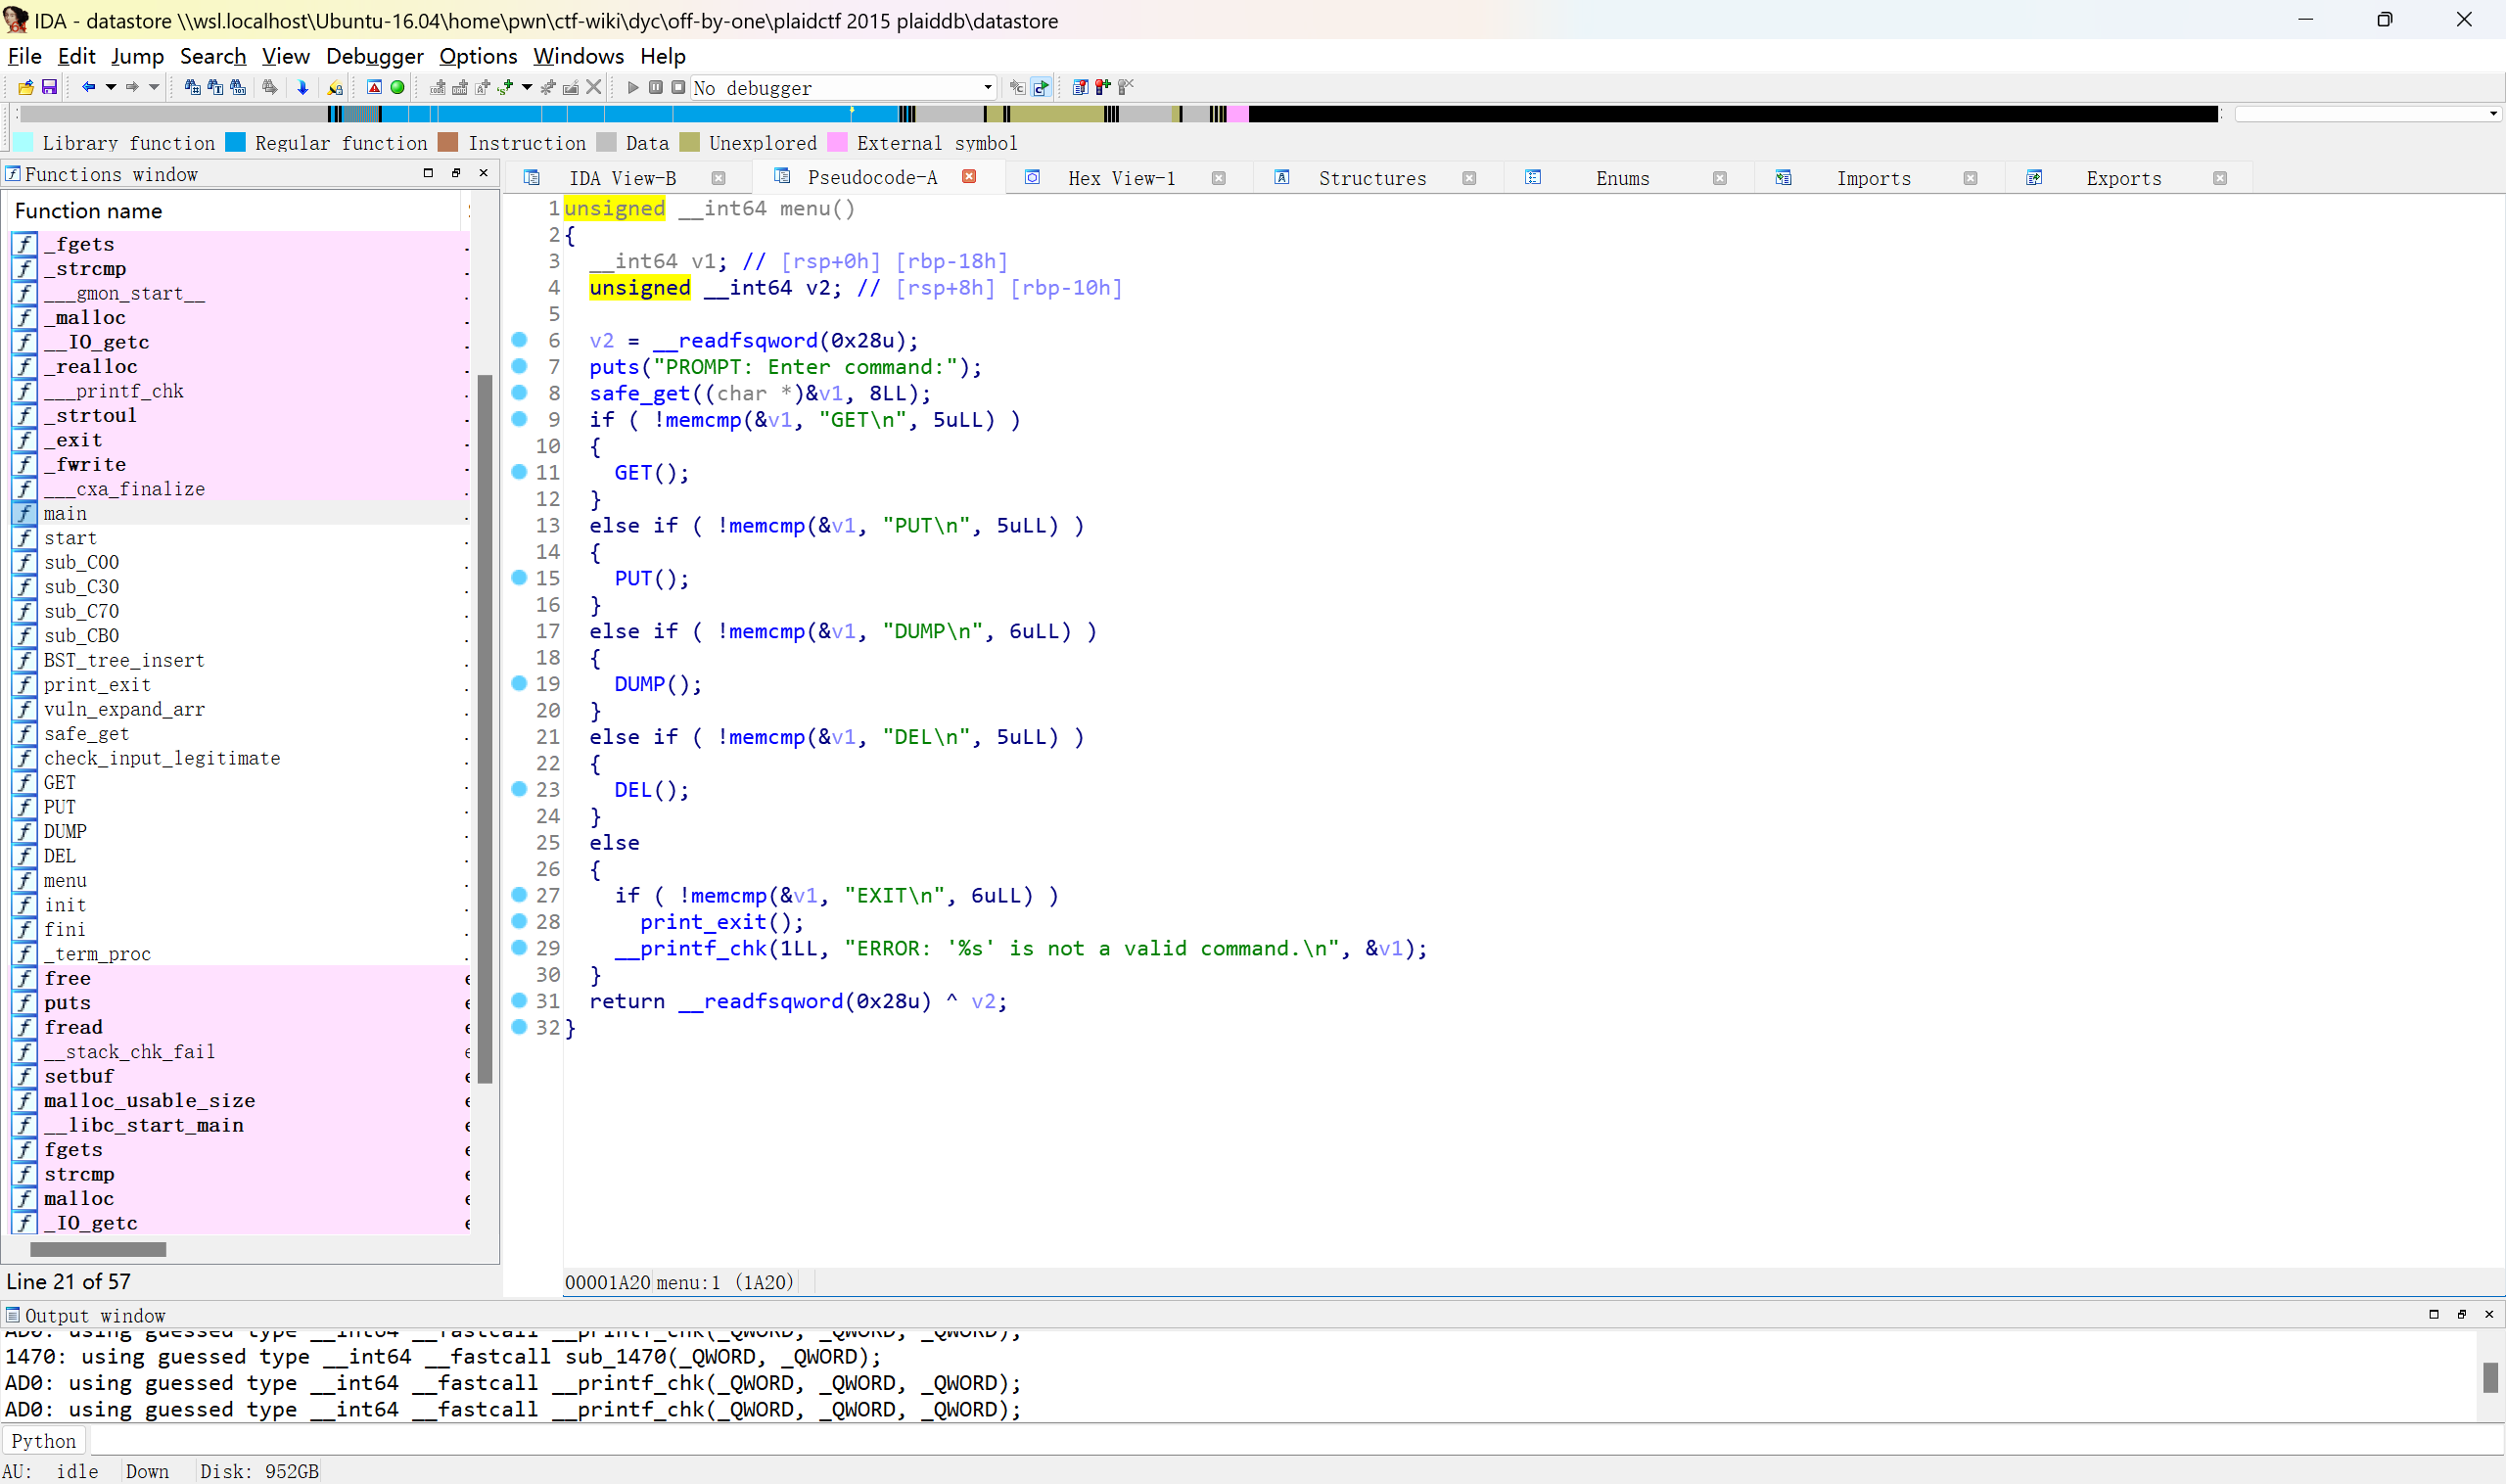 IDA - datastore \\wsl.localhost\Ubuntu-16.04\home\pwn\ctf-wiki\dyc\off-by-one\plaidctf 2015 plaiddb\datastore
File Edit Jump Search View Debugger Options Windows Help
No debugger
Library function Regular function Instruction Data Unexplored External symbol
Functions window
IDA View-B Pseudocode-A Hex View-1 Structures Enums Imports Exports
Function name
_fgets
_strcmp
___gmon_start__
_malloc
__IO_getc
_realloc
___printf_chk
_strtoul
_exit
_fwrite
___cxa_finalize
main
start
sub_C00
sub_C30
sub_C70
sub_CB0
BST_tree_insert
print_exit
vuln_expand_arr
safe_get
check_input_legitimate
GET
PUT
DUMP
DEL
menu
init
fini
_term_proc
free
puts
fread
__stack_chk_fail
setbuf
malloc_usable_size
__libc_start_main
fgets
strcmp
malloc
_IO_getc
Line 21 of 57
1 unsigned __int64 menu()
2 {
3 __int64 v1; // [rsp+0h] [rbp-18h]
4 unsigned __int64 v2; // [rsp+8h] [rbp-10h]
5
6 v2 = __readfsqword(0x28u);
7 puts("PROMPT: Enter command:");
8 safe_get((char *)&v1, 8LL);
9 if ( !memcmp(&v1, "GET\n", 5uLL) )
10 {
11 GET();
12 }
13 else if ( !memcmp(&v1, "PUT\n", 5uLL) )
14 {
15 PUT();
16 }
17 else if ( !memcmp(&v1, "DUMP\n", 6uLL) )
18 {
19 DUMP();
20 }
21 else if ( !memcmp(&v1, "DEL\n", 5uLL) )
22 {
23 DEL();
24 }
25 else
26 {
27 if ( !memcmp(&v1, "EXIT\n", 6uLL) )
28 print_exit();
29 __printf_chk(1LL, "ERROR: '%s' is not a valid command.\n", &v1);
30 }
31 return __readfsqword(0x28u) ^ v2;
32 }
00001A20 menu:1 (1A20)
Output window
AD0: using guessed type __int64 __fastcall __printf_chk(_QWORD, _QWORD, _QWORD);
1470: using guessed type __int64 __fastcall sub_1470(_QWORD, _QWORD);
AD0: using guessed type __int64 __fastcall __printf_chk(_QWORD, _QWORD, _QWORD);
AD0: using guessed type __int64 __fastcall __printf_chk(_QWORD, _QWORD, _QWORD);
Python
AU: idle Down Disk: 952GB